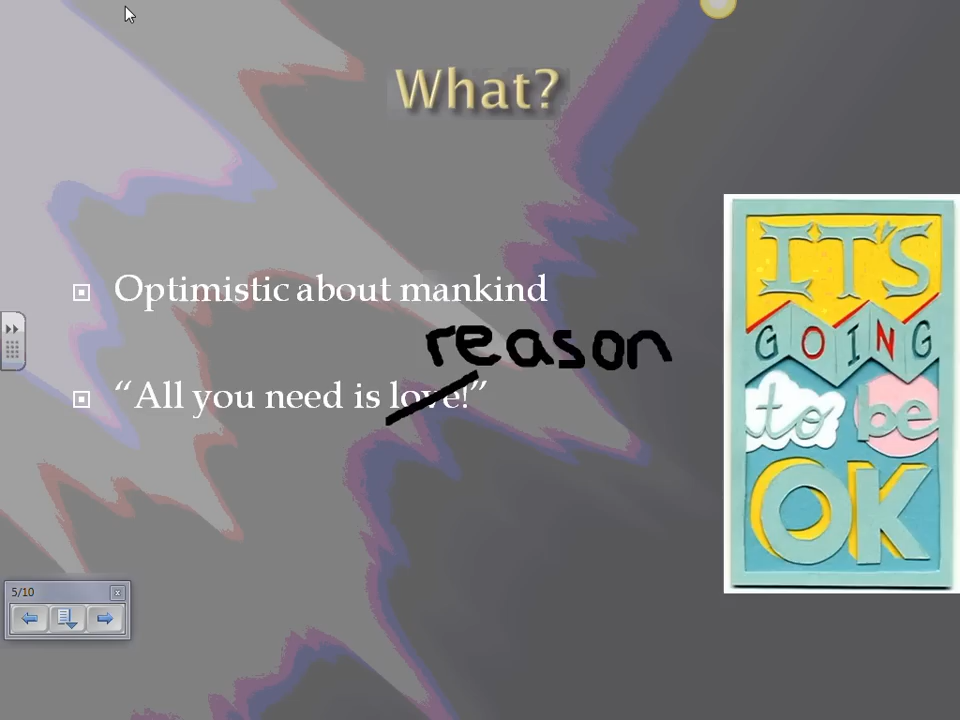 What?
Optimistic about mankind
reason
“All you need is love!”
IT'S
GOING
to be
OK
5/10